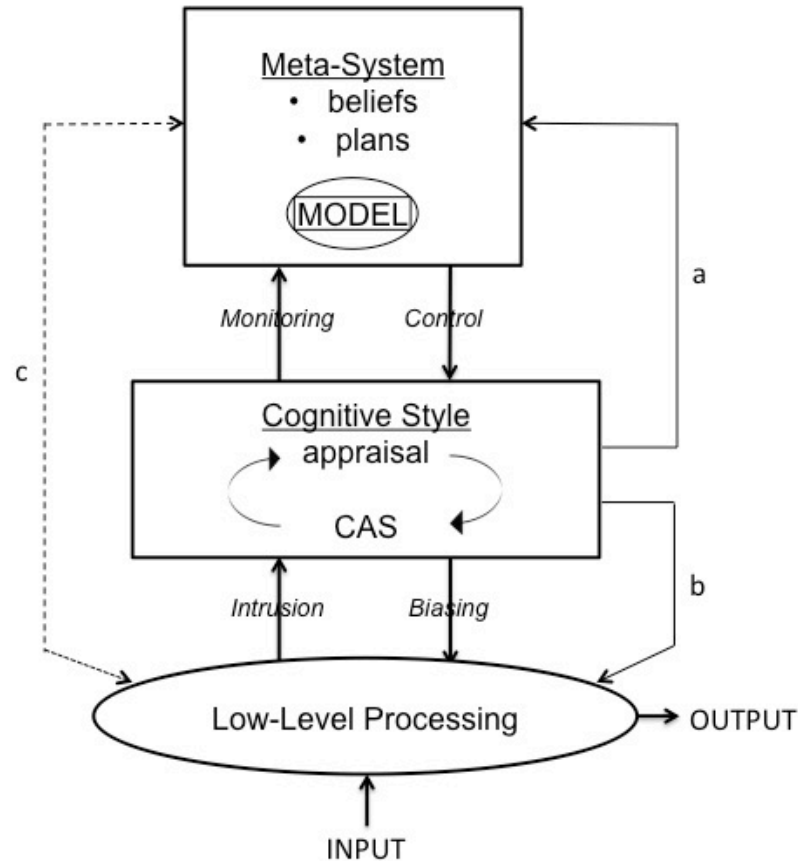 Meta-System
• beliefs
• plans
MODEL
a
Monitoring
Control
c
Cognitive Style
appraisal
CAS
b
Intrusion
Biasing
Low-Level Processing
OUTPUT
INPUT